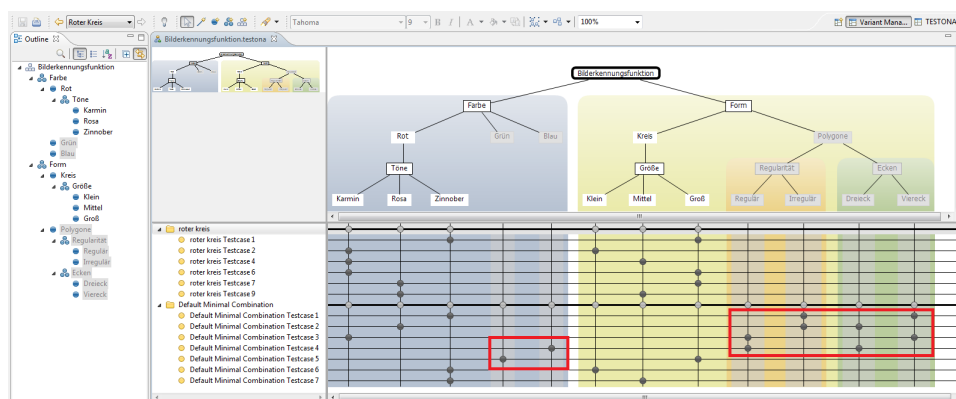 Roter Kreis
Tahoma
9
B
I
A
100%
Variant Mana...
TESTONA
Outline
Bilderkennungsfunktion.testona
Bilderkennungsfunktion
Farbe
Rot
Töne
Karmin
Rosa
Zinnober
Grün
Blau
Form
Kreis
Größe
Klein
Mittel
Groß
Polygone
Regularität
Regulär
Irregulär
Ecken
Dreieck
Viereck
Bilderkennungsfunktion
Farbe Form
Rot Grün Blau Kreis Polygone
Töne Größe Regularität Ecken
Karmin Rosa Zinnober Klein Mittel Groß Regulär Irregulär Dreieck Viereck
roter kreis
roter kreis Testcase 1
roter kreis Testcase 2
roter kreis Testcase 4
roter kreis Testcase 6
roter kreis Testcase 7
roter kreis Testcase 9
Default Minimal Combination
Default Minimal Combination Testcase 1
Default Minimal Combination Testcase 2
Default Minimal Combination Testcase 3
Default Minimal Combination Testcase 4
Default Minimal Combination Testcase 5
Default Minimal Combination Testcase 6
Default Minimal Combination Testcase 7